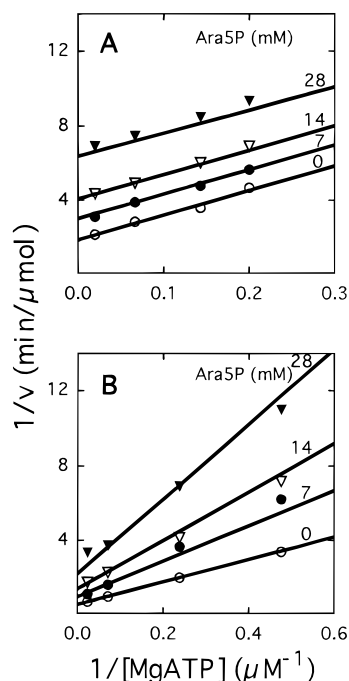 A
Ara5P (mM)
28
14
7
0
12
8
4
0.0 0.1 0.2 0.3
1/v (min/μmol)
B
Ara5P (mM)
28
14
7
0
12
8
4
0.0 0.2 0.4 0.6
1/[MgATP] (μM⁻¹)